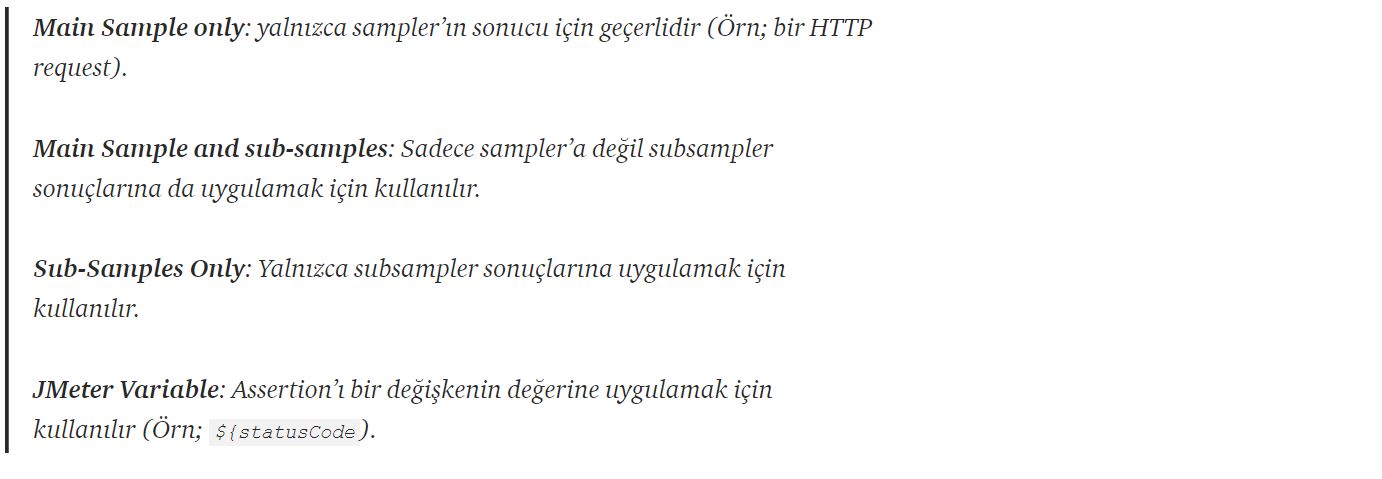 Main Sample only: yalnızca sampler’ın sonucu için geçerlidir (Örn; bir HTTP
request).
Main Sample and sub-samples: Sadece sampler’a değil subsampler
sonuçlarına da uygulamak için kullanılır.
Sub-Samples Only: Yalnızca subsampler sonuçlarına uygulamak için
kullanılır.
JMeter Variable: Assertion’ı bir değişkenin değerine uygulamak için
kullanılır (Örn; ${statusCode).